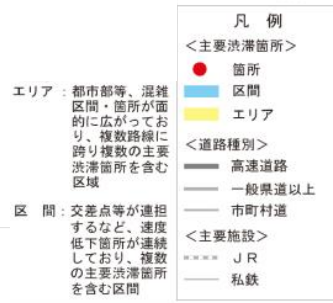 エリア：都市部等、混雑
区間・箇所が面
的に広がってお
り、複数路線に
跨り複数の主要
渋滞箇所を含む
区域
区　間：交差点等が連担
するなど、速度
低下箇所が連続
しており、複数
の主要渋滞箇所
を含む区間
凡　例
＜主要渋滞箇所＞
箇所
区間
エリア
＜道路種別＞
高速道路
一般県道以上
市町村道
＜主要施設＞
ＪＲ
私鉄